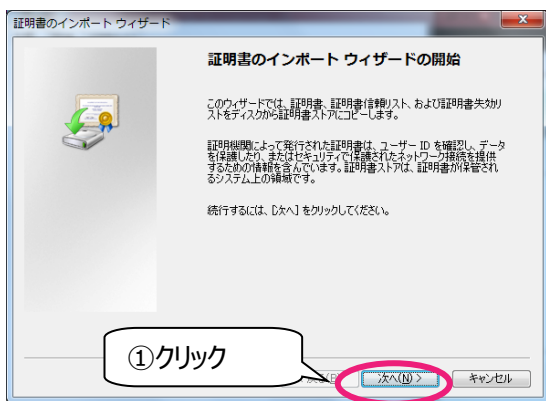 証明書のインポート ウィザード
証明書のインポート ウィザードの開始
このウィザードでは、証明書、証明書信頼リスト、および証明書失効リ
ストをディスクから証明書ストアにコピーします。
証明機関によって発行された証明書は、ユーザー ID を確認し、データ
を保護したり、またはセキュリティで保護されたネットワーク接続を提供
するための情報を含んでいます。証明書ストアは、証明書が保管され
るシステム上の領域です。
続行するには、[次へ] をクリックしてください。
①クリック
次へ(N) >
キャンセル